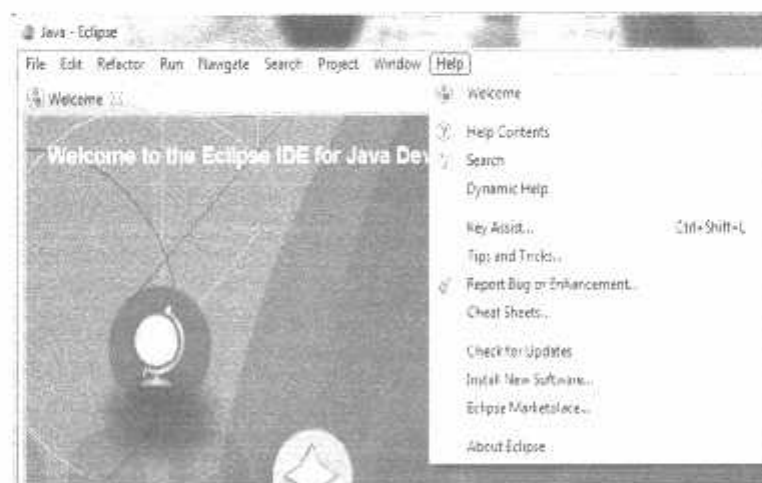 Java - Eclipse
File Edit Refactor Run Navigate Search Project Window Help
Welcome
Welcome to the Eclipse IDE for Java Dev
Welcome
Help Contents
Search
Dynamic Help
Key Assist... Ctrl+Shift+L
Tips and Tricks...
Report Bug or Enhancement...
Cheat Sheets...
Check for Updates
Install New Software...
Eclipse Marketplace...
About Eclipse